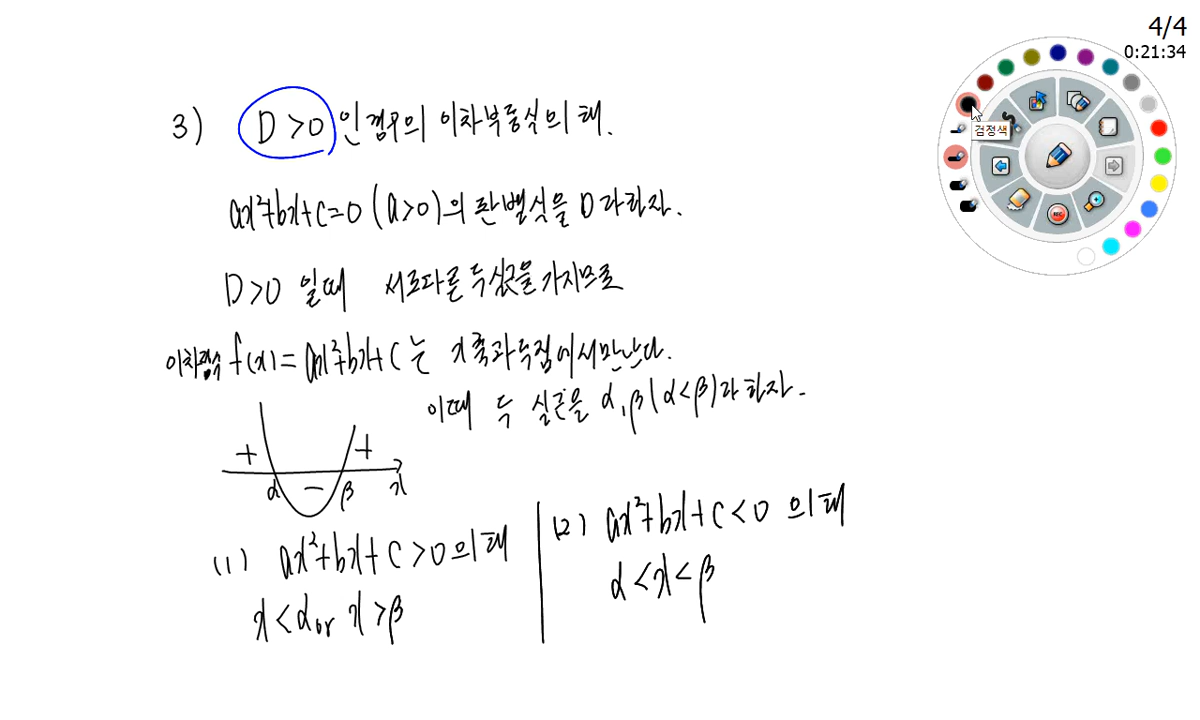 4/4
0:21:34
검정색
REC
3) D>0 인 경우의 이차부등식의 해.
ax²+bx+c=0 (a>0)의 판별식을 D라하자.
D>0 일때 서로다른 두실근을 가지므로
이차함수 f(x)=ax²+bx+c는 x축과 두점에서 만난다.
이때 두 실근을 α, β(α<β)라 하자.
+ +
α − β x
(1) ax²+bx+c>0 의 해
x<α or x>β
(2) ax²+bx+c<0 의 해
α<x<β